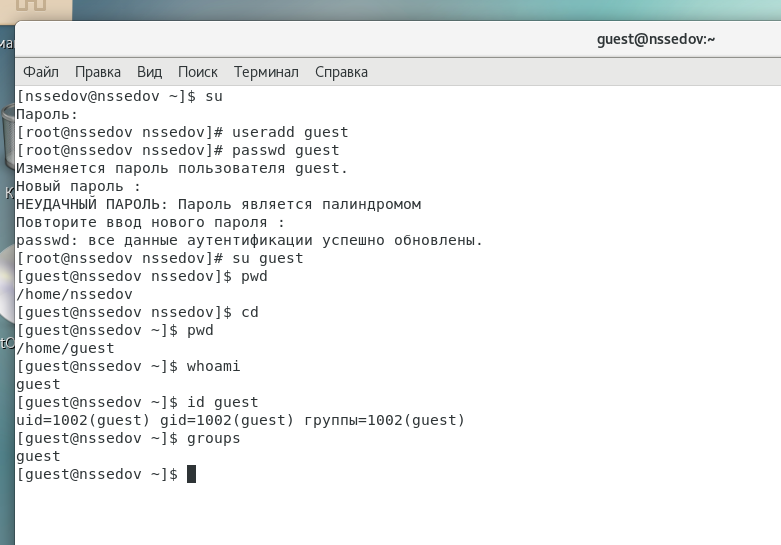 guest@nssedov:~
Файл Правка Вид Поиск Терминал Справка
[nssedov@nssedov ~]$ su
Пароль:
[root@nssedov nssedov]# useradd guest
[root@nssedov nssedov]# passwd guest
Изменяется пароль пользователя guest.
Новый пароль :
НЕУДАЧНЫЙ ПАРОЛЬ: Пароль является палиндромом
Повторите ввод нового пароля :
passwd: все данные аутентификации успешно обновлены.
[root@nssedov nssedov]# su guest
[guest@nssedov nssedov]$ pwd
/home/nssedov
[guest@nssedov nssedov]$ cd
[guest@nssedov ~]$ pwd
/home/guest
[guest@nssedov ~]$ whoami
guest
[guest@nssedov ~]$ id guest
uid=1002(guest) gid=1002(guest) группы=1002(guest)
[guest@nssedov ~]$ groups
guest
[guest@nssedov ~]$